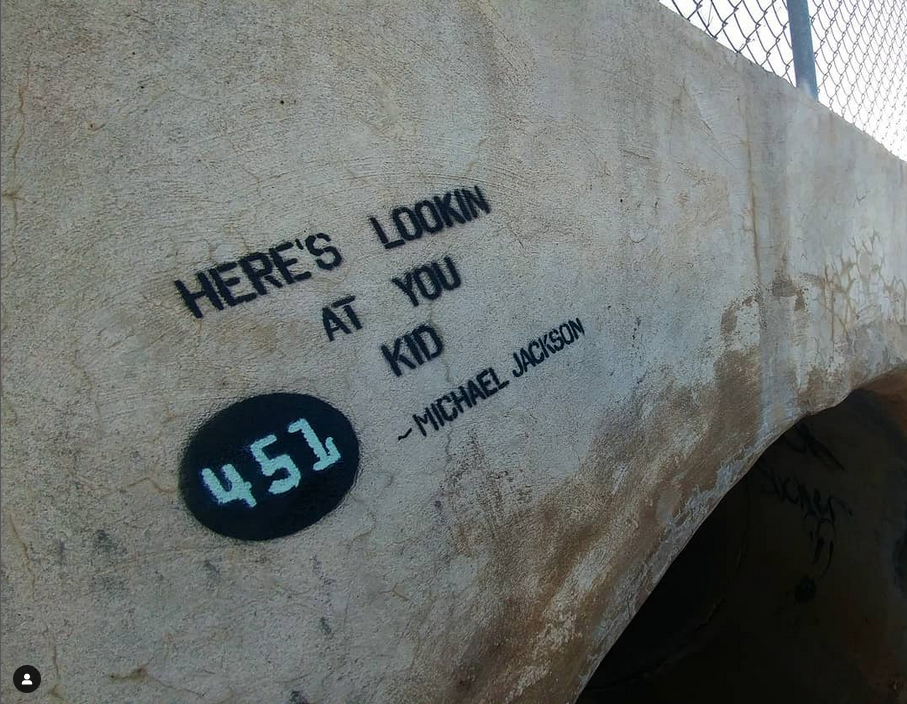 HERE'S LOOKIN
AT YOU
KID
~MICHAEL JACKSON
451